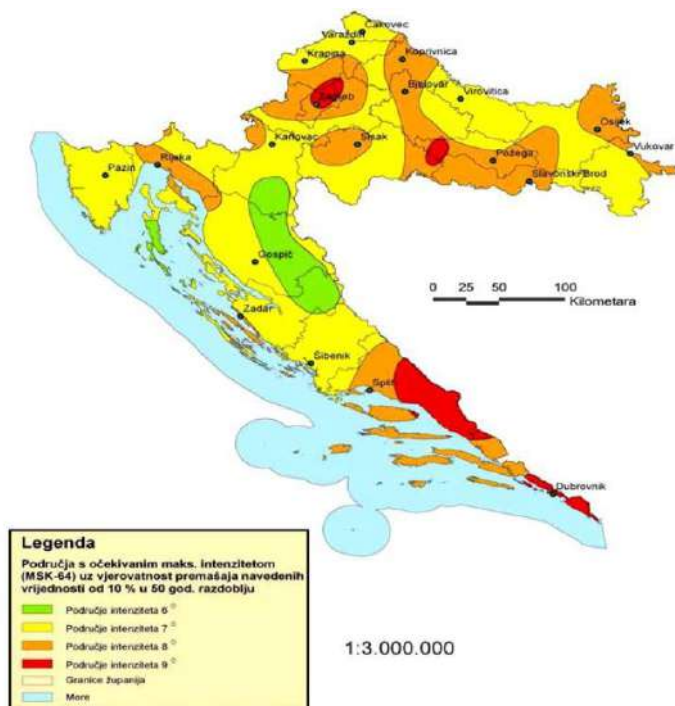 Čakovec
Varaždin
Krapina
Koprivnica
Zagreb
Bjelovar
Virovitica
Osijek
Karlovac
Sisak
Vukovar
Rijeka
Požega
Pazin
Slavonski Brod
Gospić
0 25 50 100
Kilometara
Zadar
Šibenik
Split
Dubrovnik
Legenda
Područja s očekivanim maks. intenzitetom
(MSK-64) uz vjerovatnost premašaja navedenih
vrijednosti od 10 % u 50 god. razdoblju
Područje intenziteta 6 °
Područje intenziteta 7 °
Područje intenziteta 8 °
Područje intenziteta 9 °
Granice županija
More
1:3.000.000